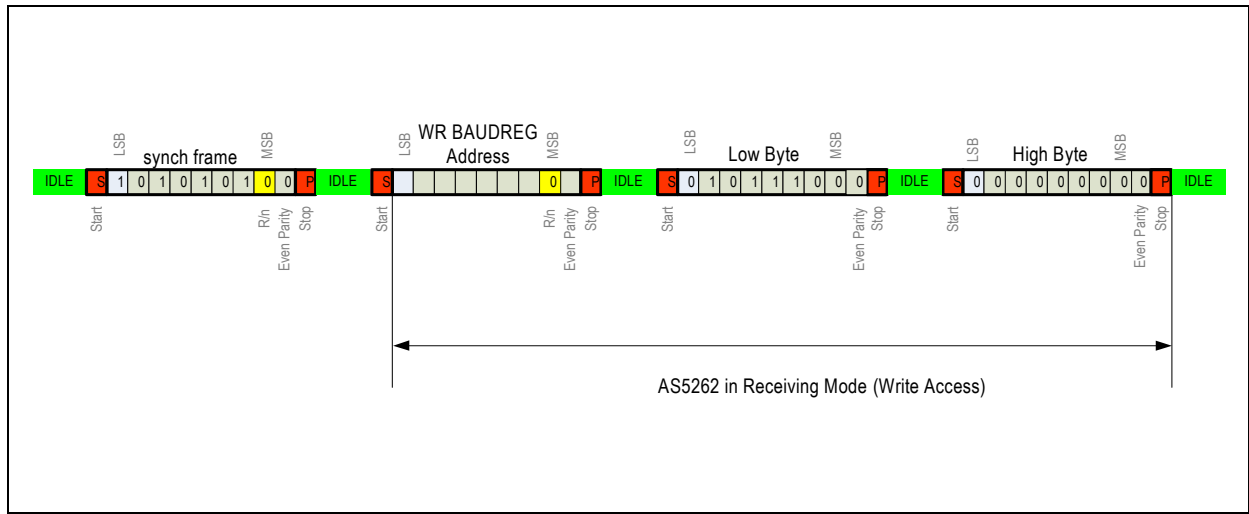 LSB MSB LSB WR BAUDREG MSB LSB MSB LSB MSB
synch frame Address Low Byte High Byte
IDLE S 1 0 1 0 1 0 1 0 0 P IDLE S 0 P IDLE S 0 1 0 1 1 1 0 0 0 P IDLE S 0 0 0 0 0 0 0 0 0 P IDLE
Start R/n Even Parity Stop Start R/n Even Parity Stop Start Even Parity Stop Start Even Parity Stop
AS5262 in Receiving Mode (Write Access)